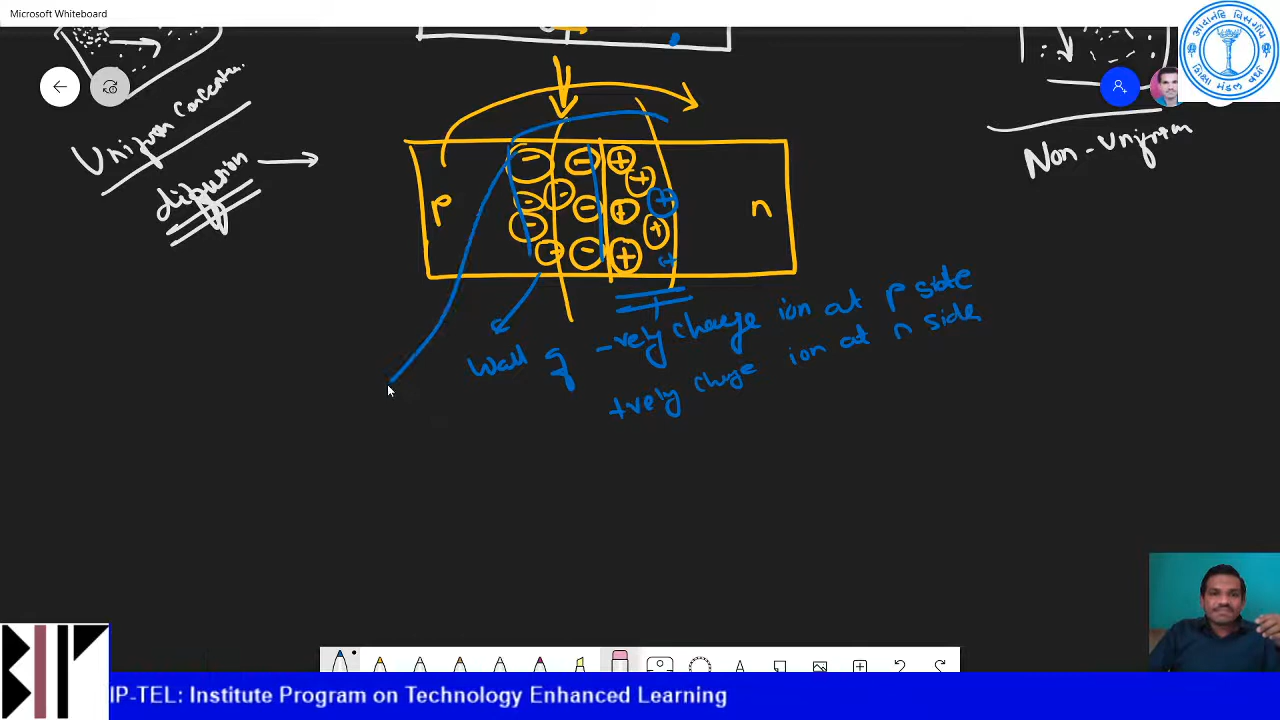 Microsoft Whiteboard
Uniform Concentra.
diffusion
Non-Uniform
p
n
Wall of -vely charge ion at p side
+vely charge ion at n side
IP-TEL: Institute Program on Technology Enhanced Learning